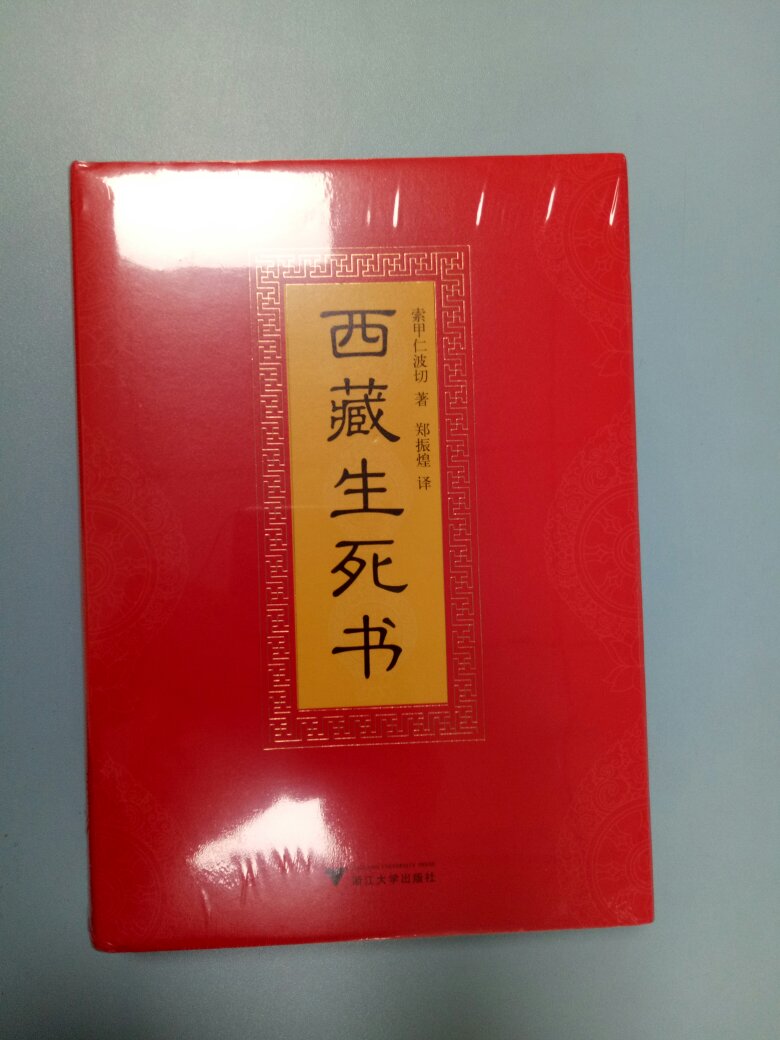 西藏生死书
索甲仁波切 著 郑振煌 译
浙江大学出版社